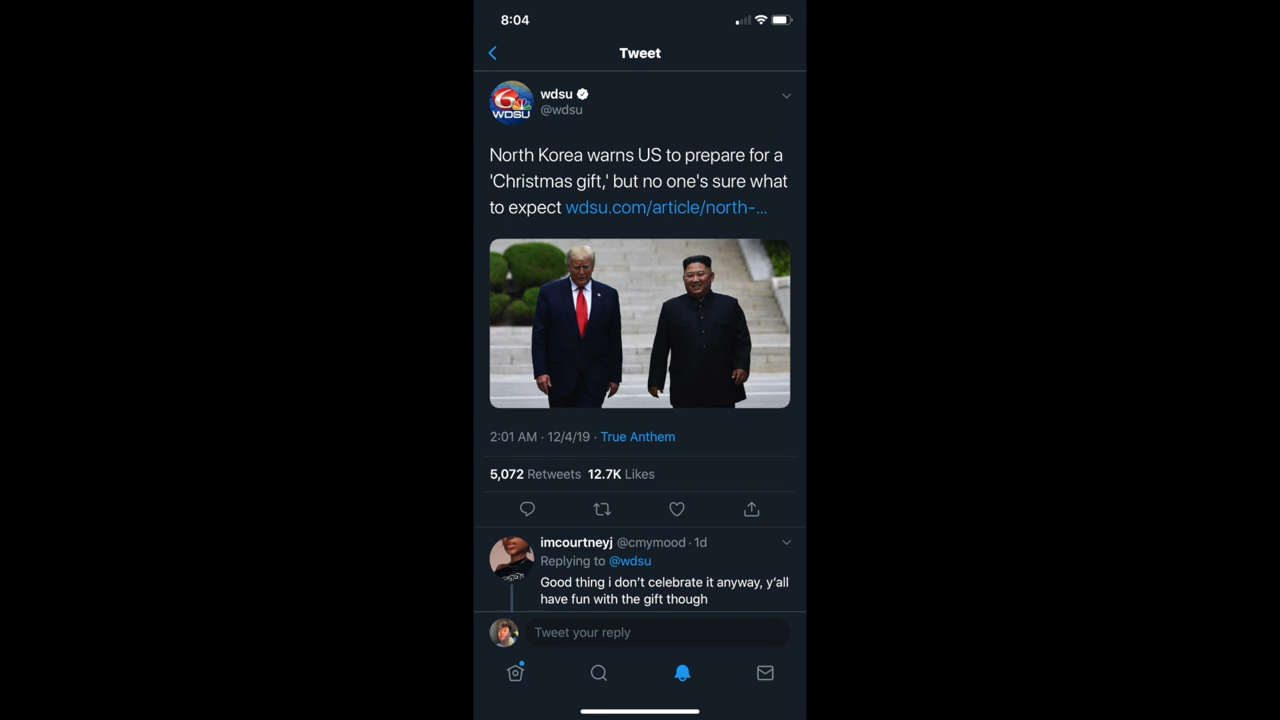 8:04
Tweet
wdsu
@wdsu
6
WDSU
North Korea warns US to prepare for a
'Christmas gift,' but no one's sure what
to expect wdsu.com/article/north-...
2:01 AM · 12/4/19 · True Anthem
5,072 Retweets 12.7K Likes
imcourtneyj @cmymood · 1d
Replying to @wdsu
Good thing i don’t celebrate it anyway, y’all
have fun with the gift though
Tweet your reply